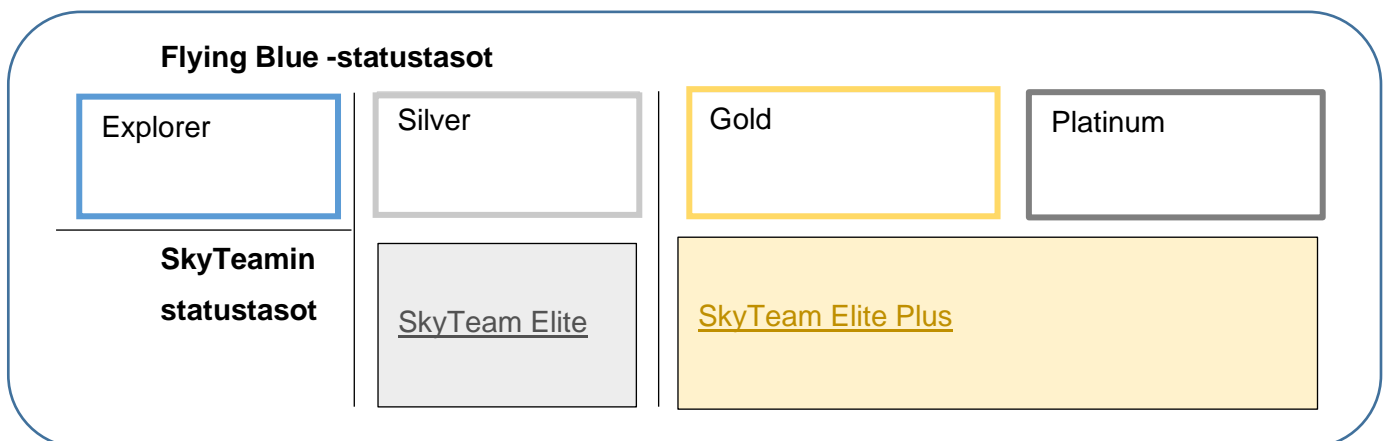 Flying Blue -statustasot
Explorer
Silver
Gold
Platinum
SkyTeamin
statustasot
SkyTeam Elite
SkyTeam Elite Plus